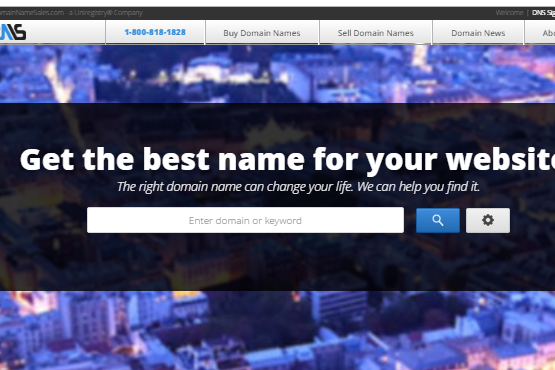 omainNameSales.com - a Uniregistry® Company
Welcome | DNS Sig
NS
1-800-818-1828
Buy Domain Names
Sell Domain Names
Domain News
Abo
Get the best name for your website
The right domain name can change your life. We can help you find it.
Enter domain or keyword